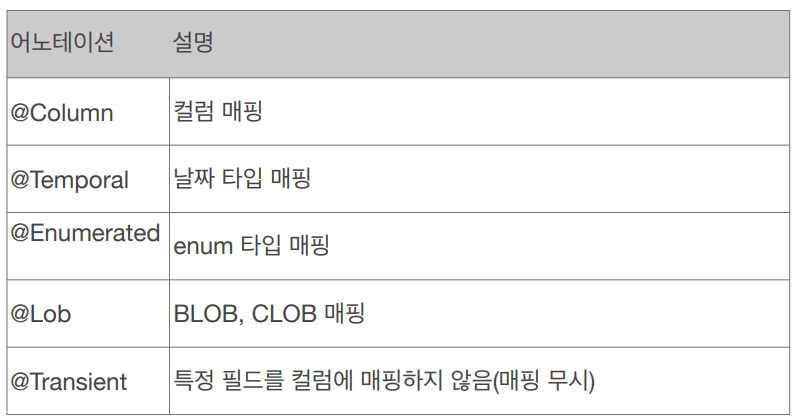 어노테이션 설명
@Column 컬럼 매핑
@Temporal 날짜 타입 매핑
@Enumerated enum 타입 매핑
@Lob BLOB, CLOB 매핑
@Transient 특정 필드를 컬럼에 매핑하지 않음(매핑 무시)